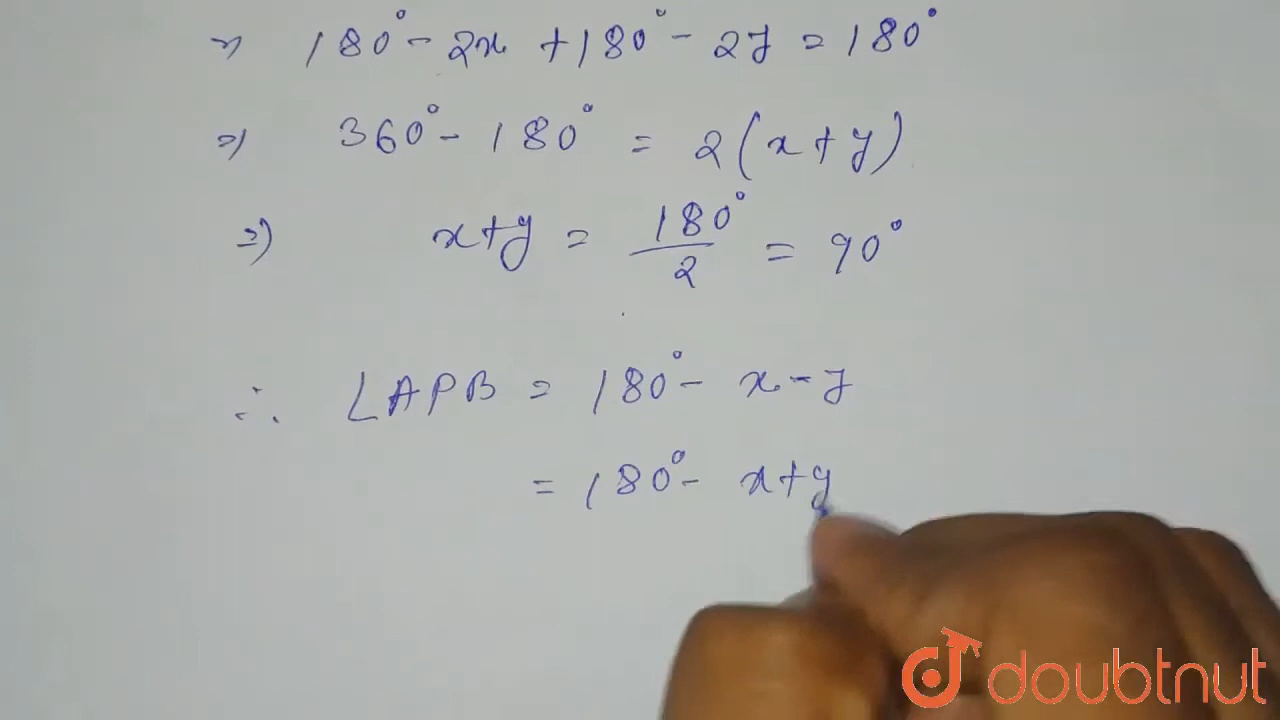 ⇒ 180° - 2x + 180° - 2y = 180°
⇒ 360° - 180° = 2(x+y)
⇒ x+y = 180°/2 = 90°
∴ ∠APB = 180° - x - y
= 180° - x+y
doubtnut